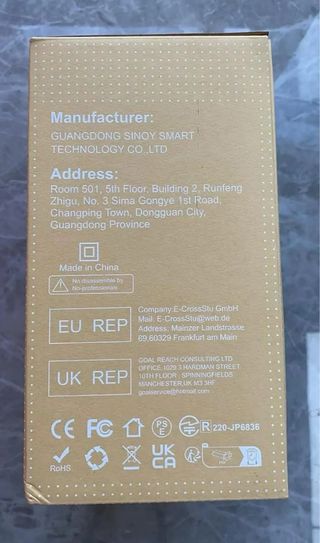 Manufacturer:
GUANGDONG SINOY SMART
TECHNOLOGY CO.,LTD
Address:
Room 501, 5th Floor, Building 2, Runfeng
Zhigu, No. 3 Sima Gongye 1st Road,
Changping Town, Dongguan City,
Guangdong Province
Made in China
No disassemble by
No-professionare
EU REP
Company:E-CrossStu GmbH
Mail: E-CrossStu@web.de
Address: Mainzer Landstrasse
69,60329 Frankfurt am Main
UK REP
GOAL REACH CONSULTING LTD
OFFICE 1029 3 HARDMAN STREET
10TH FLOOR SPINNINGFIELDS
MANCHESTER,UK M3 3HF
goalservice@hotmail.com
CE FC PS E R 220-JP6836
RoHS UK CA